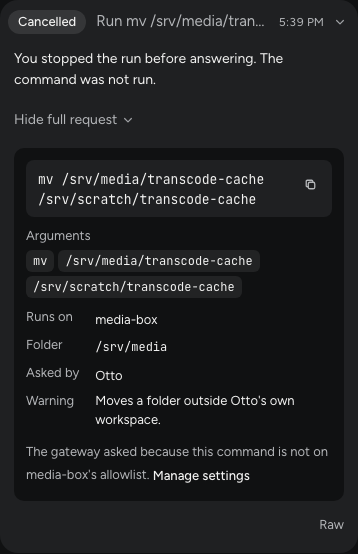 Cancelled Run mv /srv/media/tran... 5:39 PM
You stopped the run before answering. The
command was not run.
Hide full request
mv /srv/media/transcode-cache
/srv/scratch/transcode-cache
Arguments
mv /srv/media/transcode-cache
/srv/scratch/transcode-cache
Runs on media-box
Folder /srv/media
Asked by Otto
Warning Moves a folder outside Otto's own
workspace.
The gateway asked because this command is not on
media-box's allowlist. Manage settings
Raw